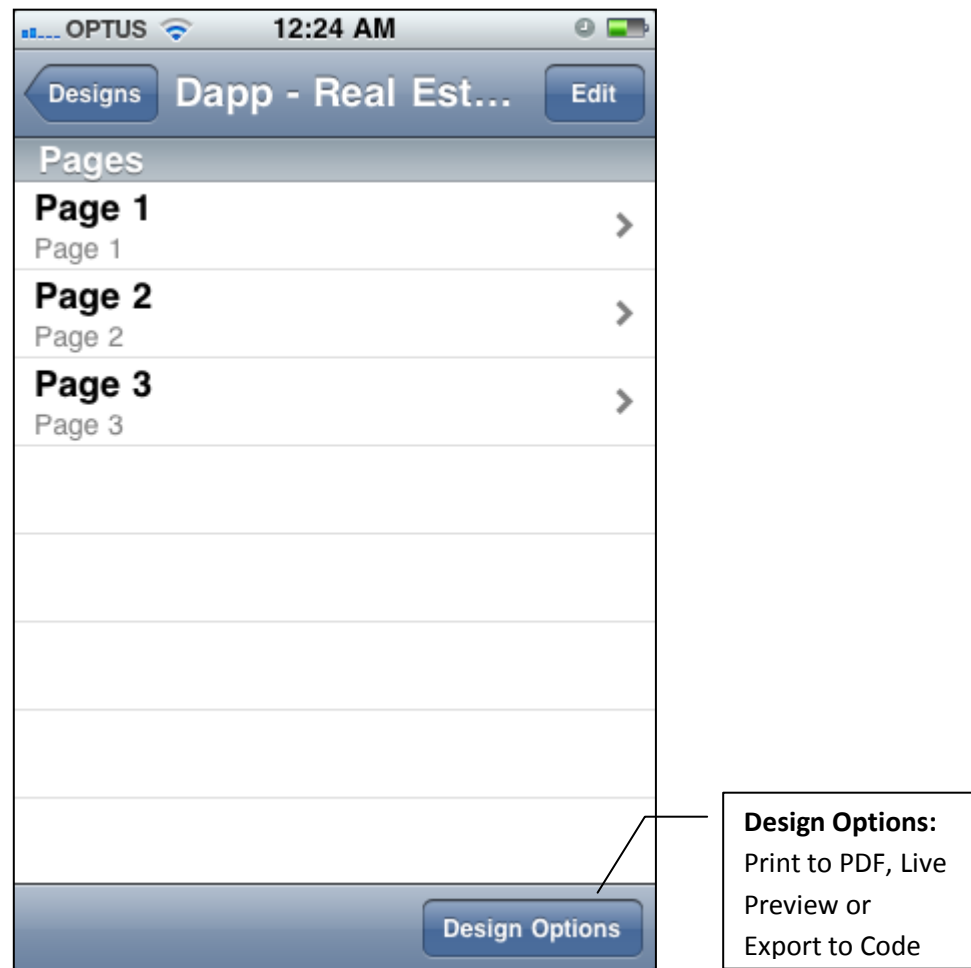 OPTUS 12:24 AM
Designs Dapp - Real Est... Edit
Pages
Page 1
Page 1
Page 2
Page 2
Page 3
Page 3
Design Options
Design Options:
Print to PDF, Live
Preview or
Export to Code